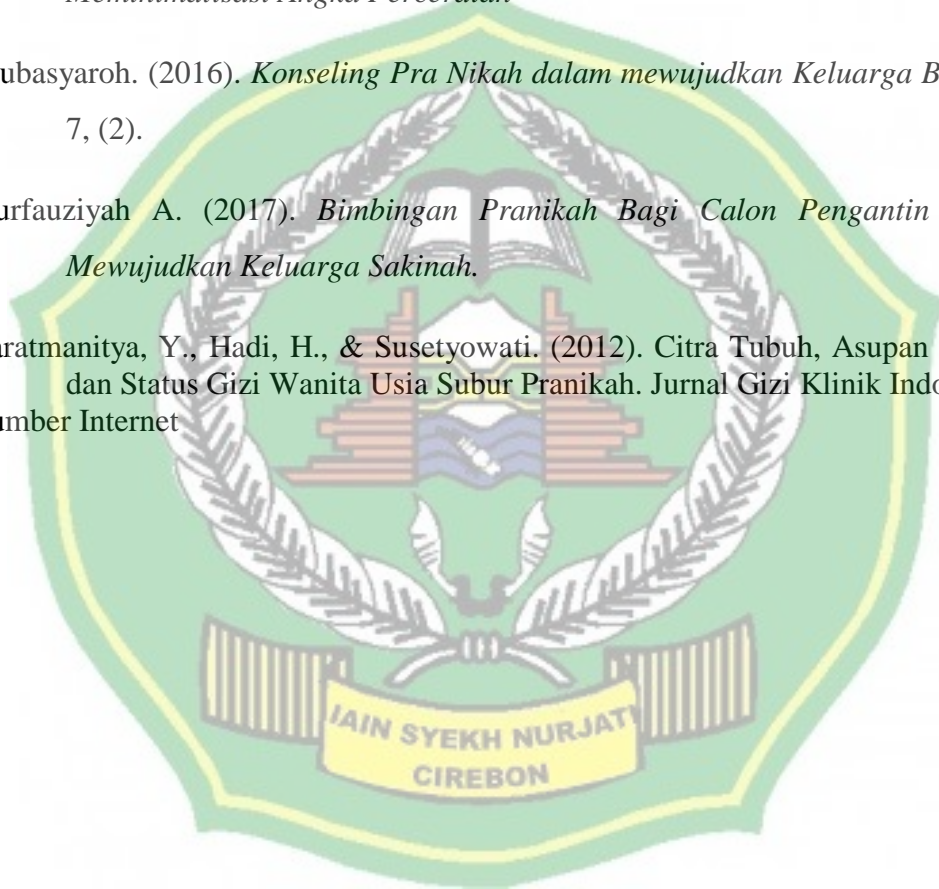 Meminimalisasi Angka Perceraian
ubasyaroh. (2016). Konseling Pra Nikah dalam mewujudkan Keluarga B
7, (2).
urfauziyah A. (2017). Bimbingan Pranikah Bagi Calon Pengantin
Mewujudkan Keluarga Sakinah.
aratmanitya, Y., Hadi, H., & Susetyowati. (2012). Citra Tubuh, Asupan
dan Status Gizi Wanita Usia Subur Pranikah. Jurnal Gizi Klinik Indo
umber Internet
IAIN SYEKH NURJATI
CIREBON